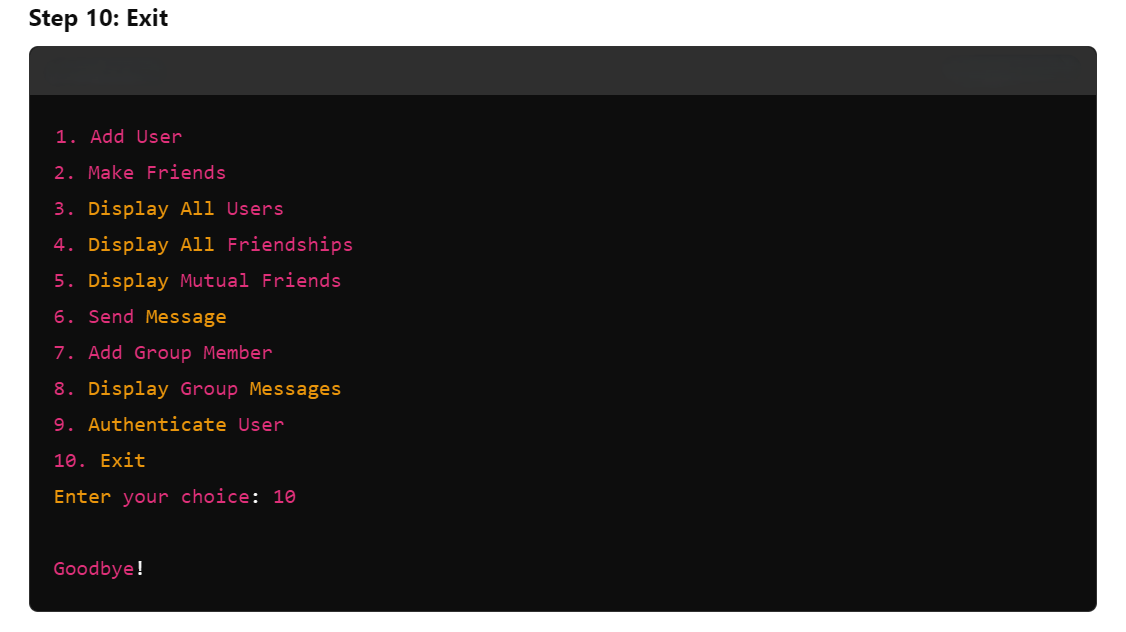 Step 10: Exit
1. Add User
2. Make Friends
3. Display All Users
4. Display All Friendships
5. Display Mutual Friends
6. Send Message
7. Add Group Member
8. Display Group Messages
9. Authenticate User
10. Exit
Enter your choice: 10
Goodbye!